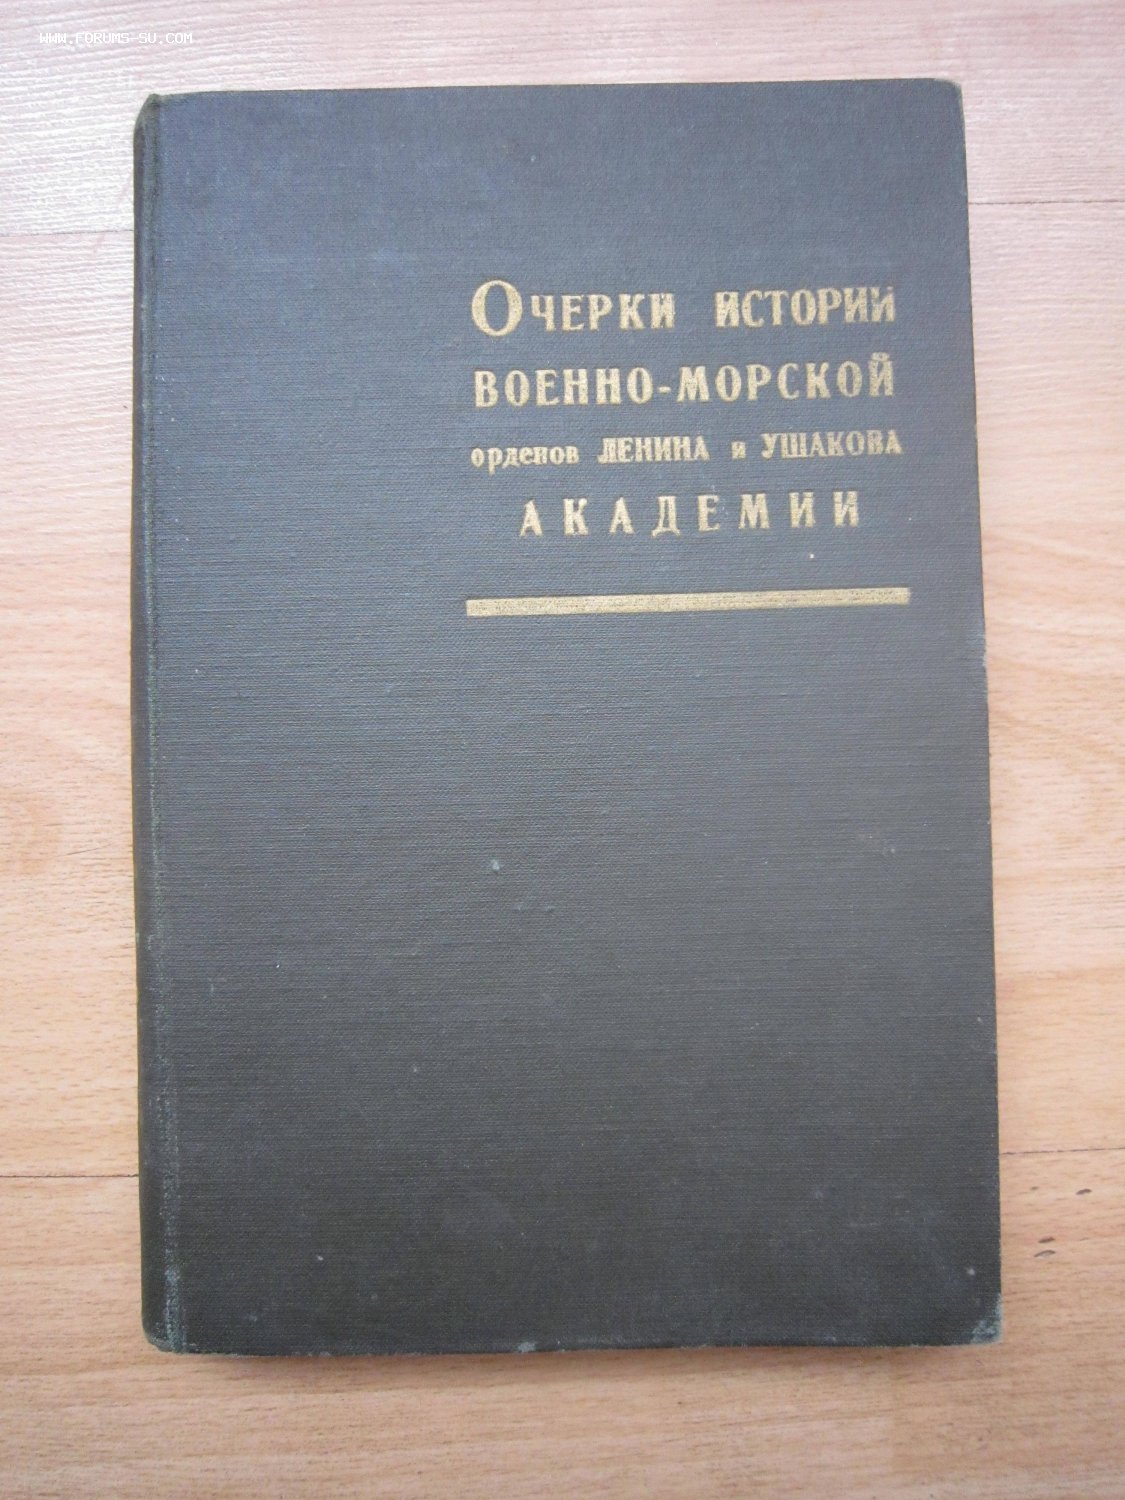 WWW.FORUMS-SU.COM
ОЧЕРКИ ИСТОРИИ
ВОЕННО-МОРСКОЙ
орденов ЛЕНИНА и УШАКОВА
АКАДЕМИИ